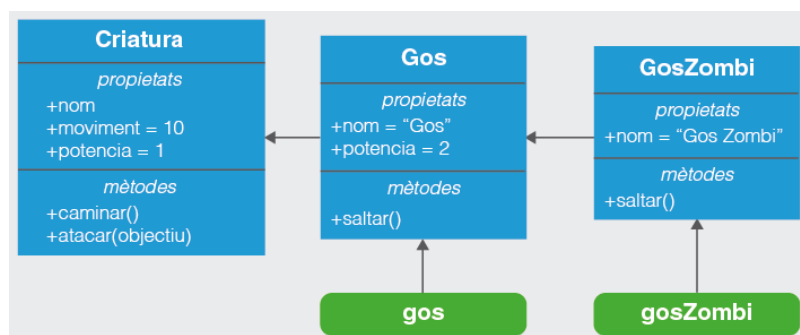 Criatura
propietats
+nom
+moviment = 10
+potencia = 1
mètodes
+caminar()
+atacar(objectiu)
Gos
propietats
+nom = “Gos”
+potencia = 2
mètodes
+saltar()
GosZombi
propietats
+nom = “Gos Zombi”
mètodes
+saltar()
gos
gosZombi